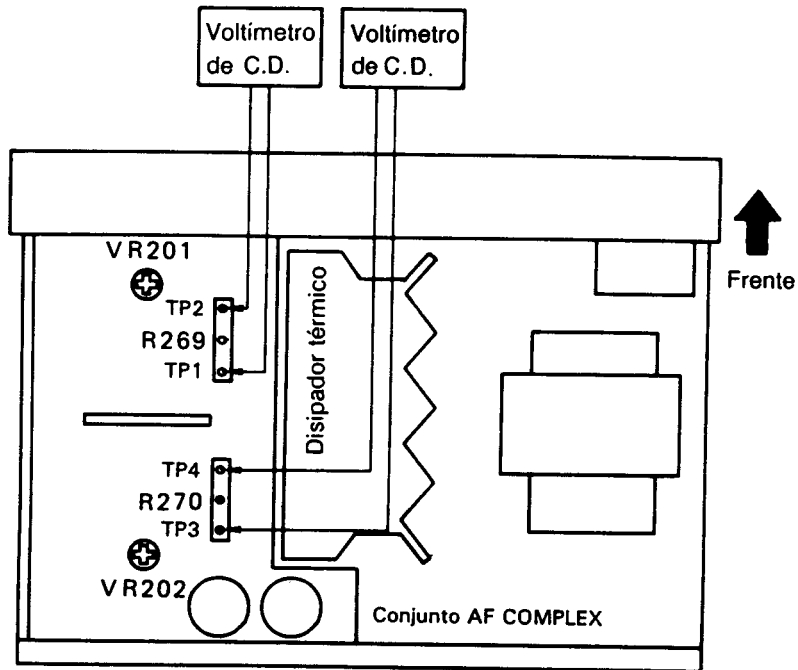 Voltímetro
de C.D.
Voltímetro
de C.D.
Frente
VR201
TP2
R269
TP1
Disipador térmico
TP4
R270
TP3
VR202
Conjunto AF COMPLEX